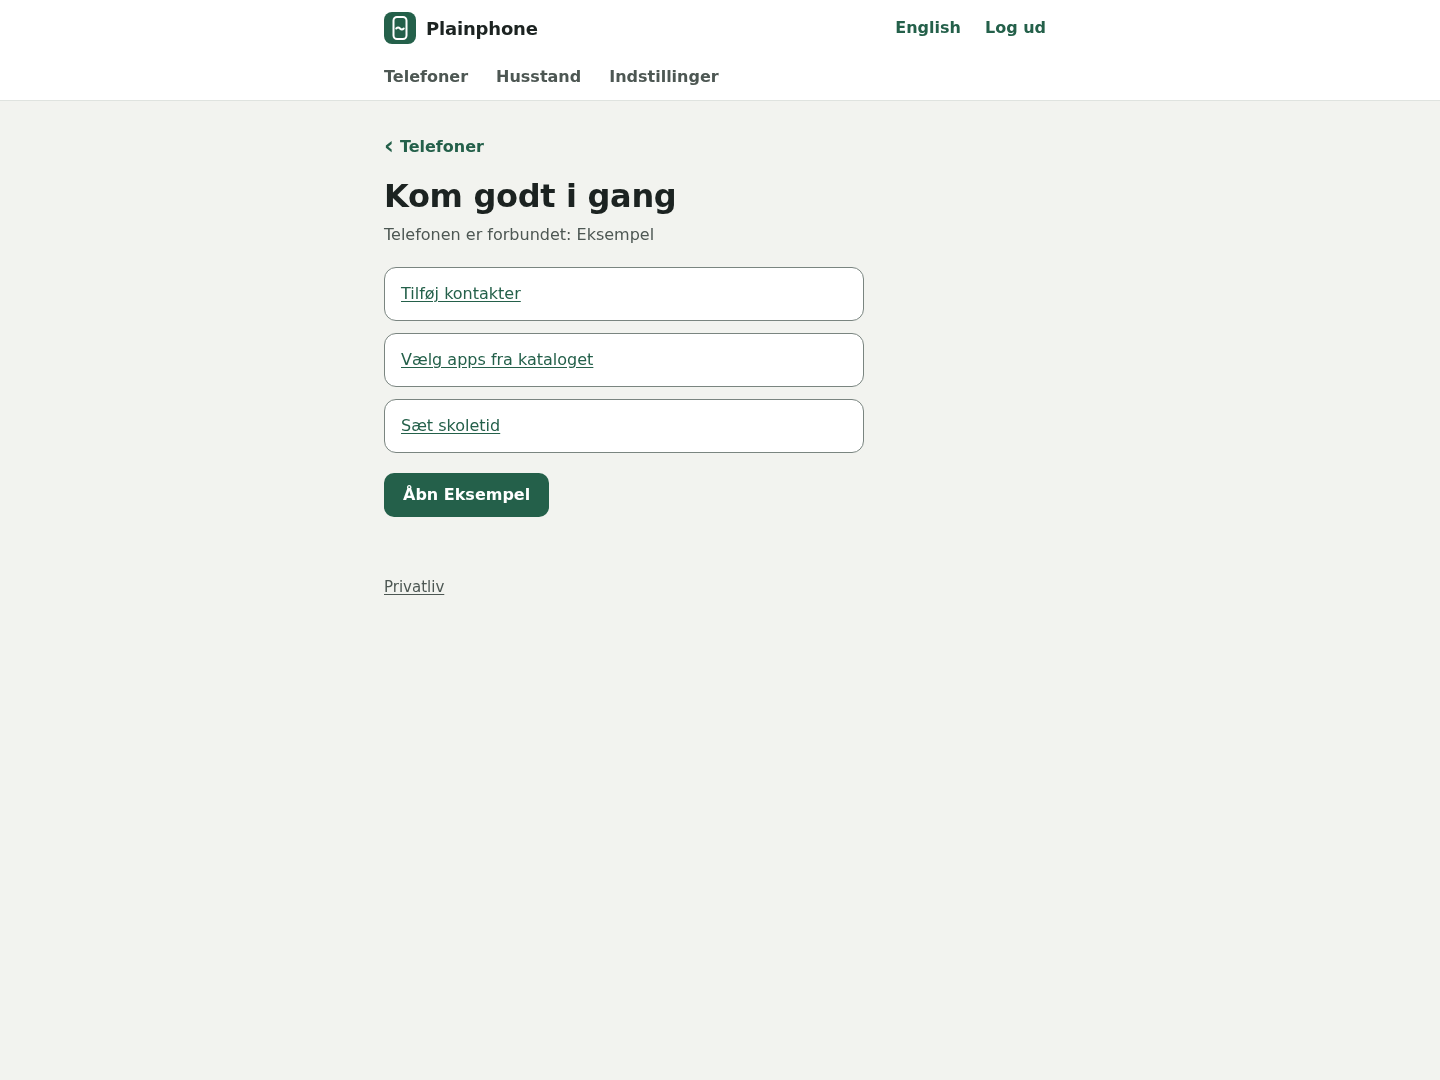 Plainphone
English
Log ud
Telefoner
Husstand
Indstillinger
‹ Telefoner
Kom godt i gang
Telefonen er forbundet: Eksempel
Tilføj kontakter
Vælg apps fra kataloget
Sæt skoletid
Åbn Eksempel
Privatliv